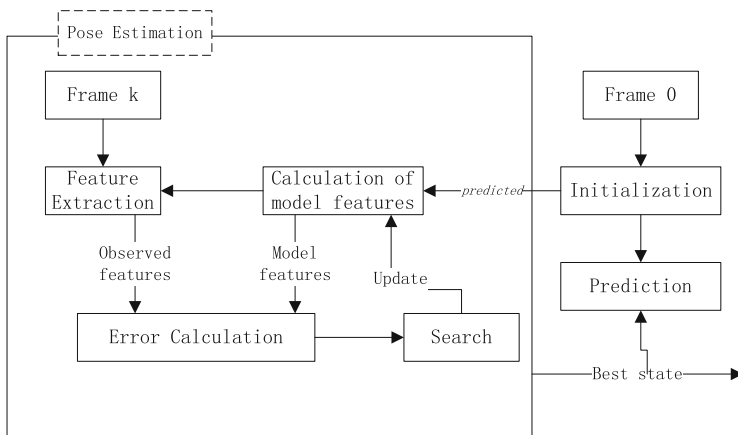 Pose Estimation
Frame k
Frame 0
Feature
Extraction
Calculation of
model features
predicted
Initialization
Observed
features
Model
features
Update
Prediction
Error Calculation
Search
Best state